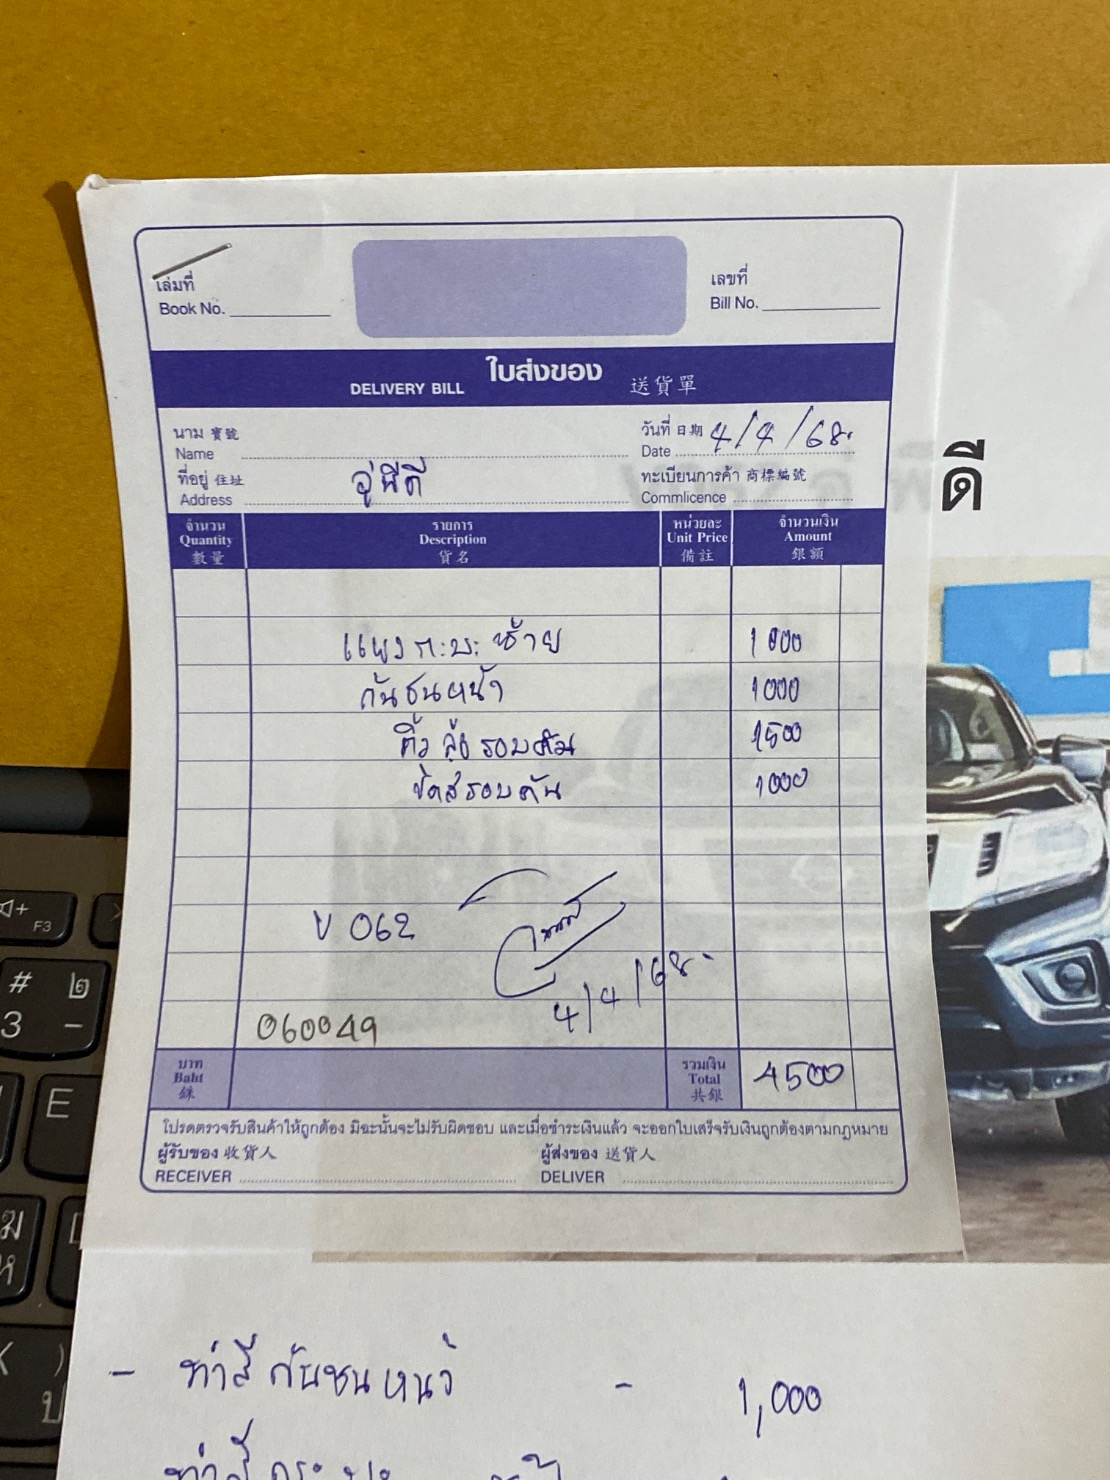 เล่มที่
Book No.
เลขที่
Bill No.
ใบส่งของ
DELIVERY BILL 送貨單
นาม 寶號
Name
วันที่ 日期 4/4/68.
Date
ที่อยู่ 住址
Address
อู่พีดี
ทะเบียนการค้า 商標編號
Commlicence
จำนวน รายการ หน่วยละ จำนวนเงิน
Quantity Description Unit Price Amount
數量 貨名 備註 銀額
แผงกะบะซ้าย 1000
กันชนหน้า 1000
คิ้วล้อรอบคัน 1500
ขัดสีรอบคัน 1000
V 062
4/4/68.
060049
บาท รวมเงิน
Baht Total 4500
銖 共銀
โปรดตรวจรับสินค้าให้ถูกต้อง มิฉะนั้นจะไม่รับผิดชอบ และเมื่อชำระเงินแล้ว จะออกใบเสร็จรับเงินถูกต้องตามกฎหมาย
ผู้รับของ 收貨人 ผู้ส่งของ 送貨人
RECEIVER DELIVER
ดี
F3
# ๒
3 -
E
- ทำสีกันชนหน้า - 1,000